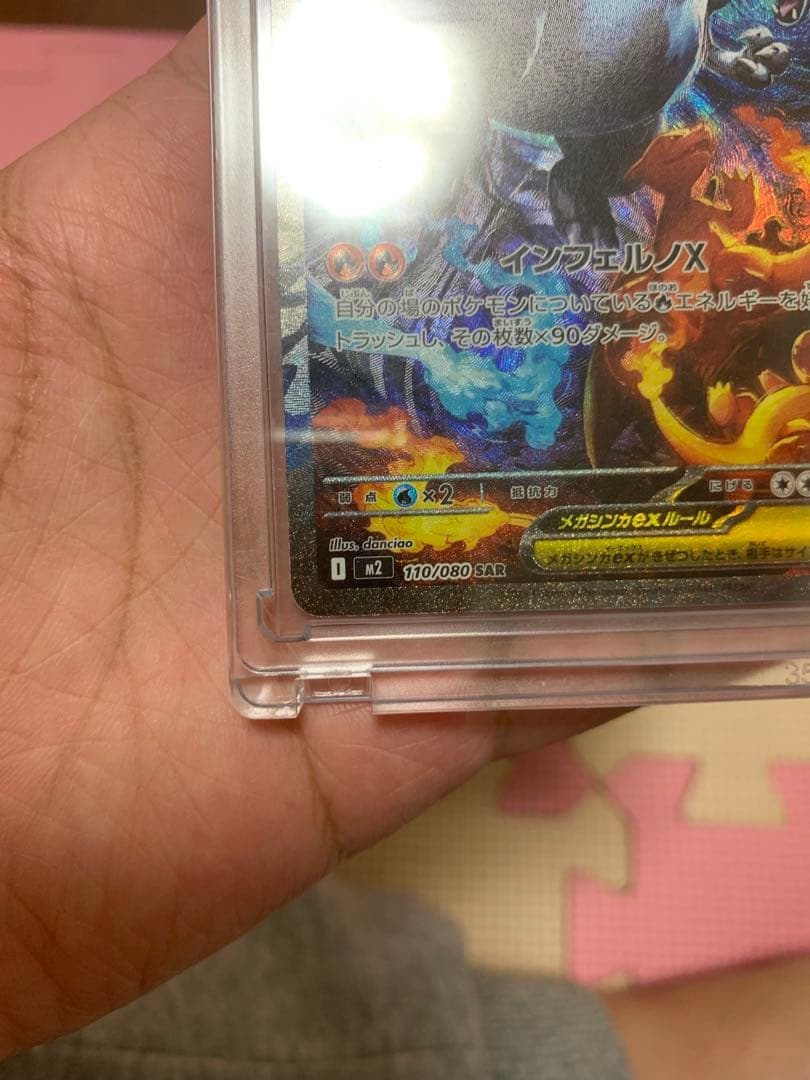 インフェルノX
自分の場のポケモンについているエネルギーを
トラッシュし、その枚数×90ダメージ。
弱点 ×2 抵抗力 にげる
メガシンカexルール
メガシンカexがきぜつしたとき、相手はサイ
Illus. danciao
I M2 110/080 SAR
35